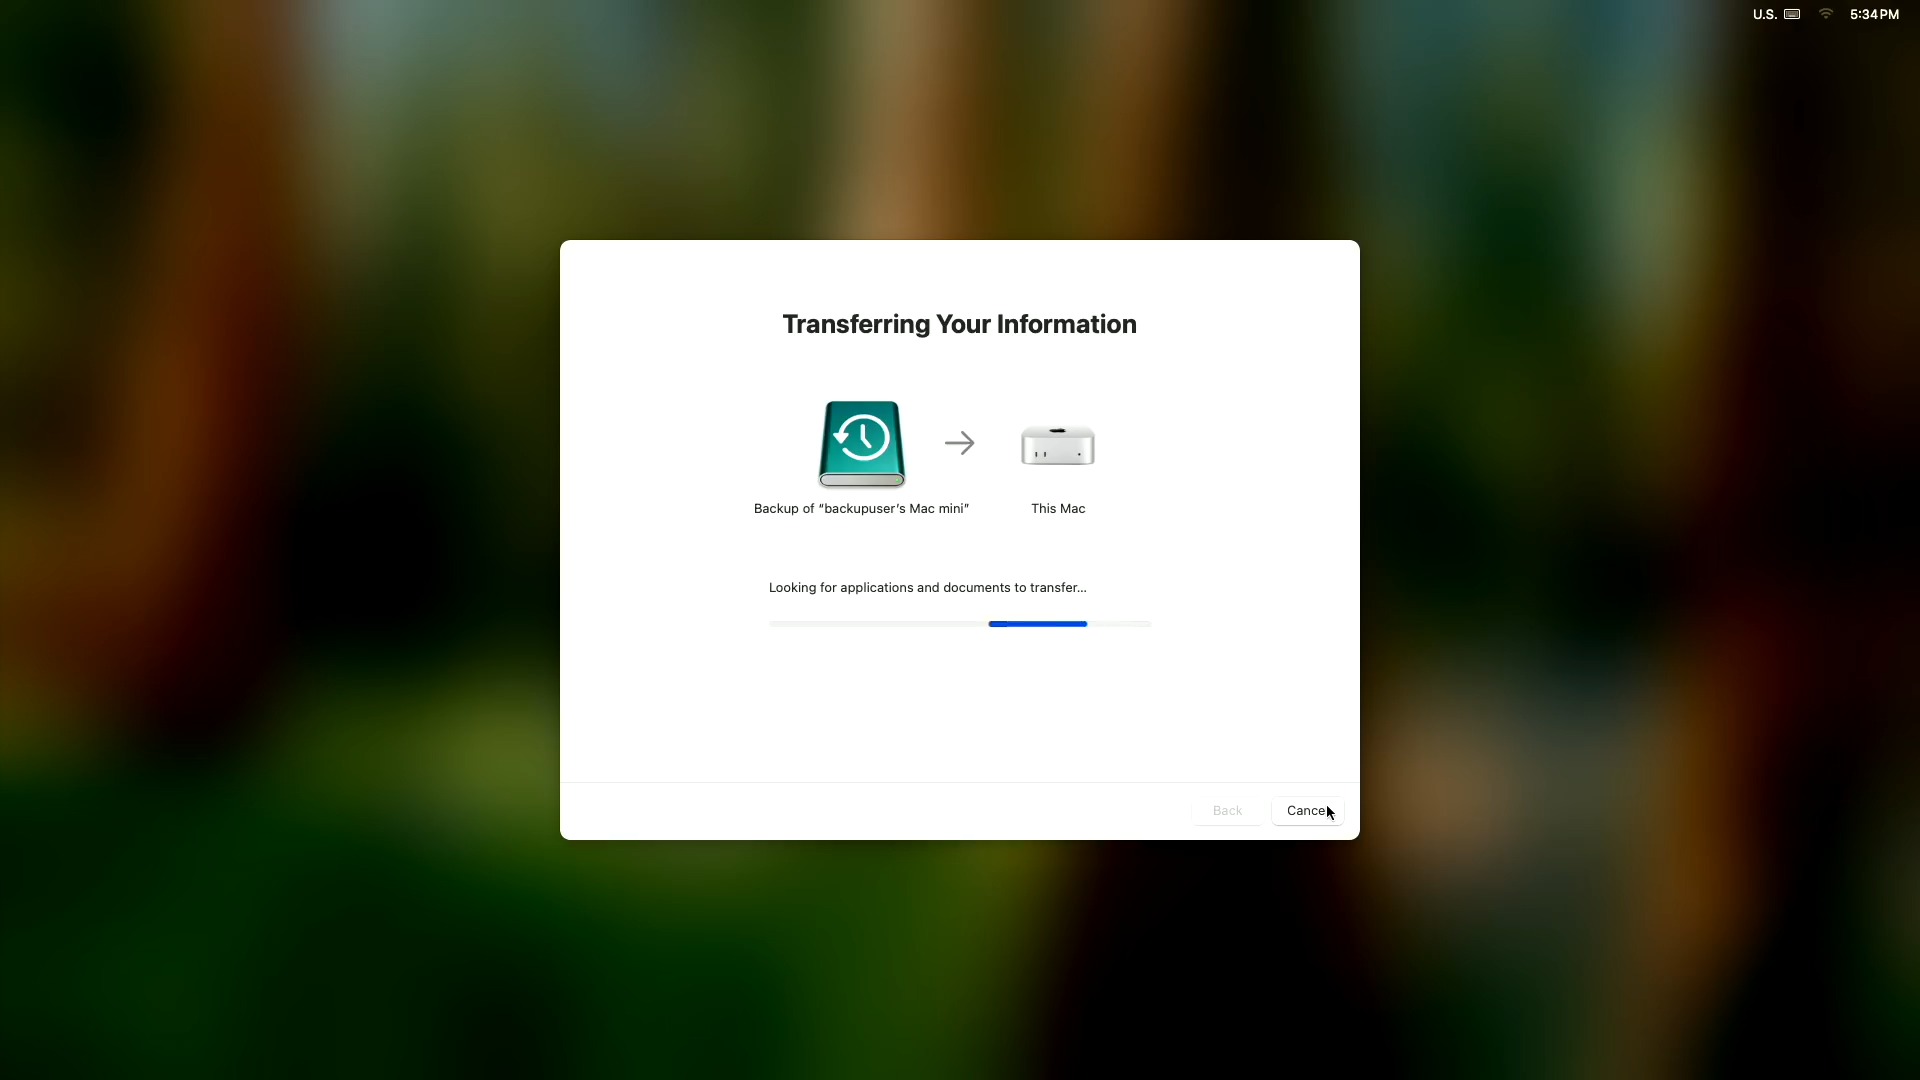 U.S. 5:34 PM
Transferring Your Information
Backup of “backupuser’s Mac mini”
This Mac
Looking for applications and documents to transfer...
Back
Cancel